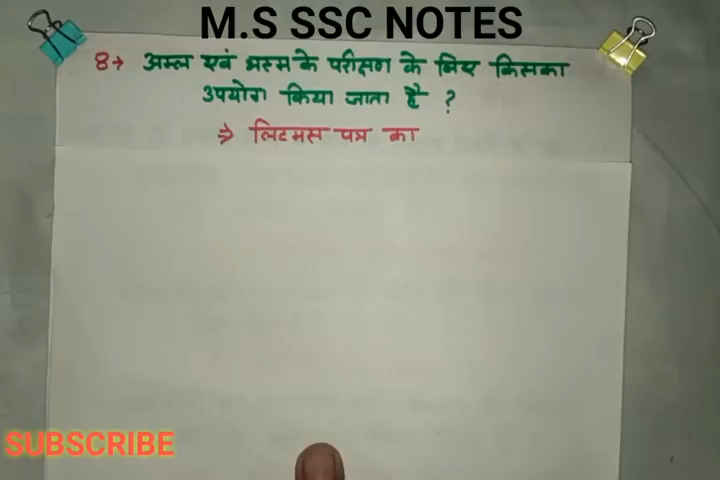 M.S SSC NOTES
8→ अम्ल एवं भस्म के परीक्षण के लिए किसका
उपयोग किया जाता है ?
⇒ लिटमस पत्र का
SUBSCRIBE